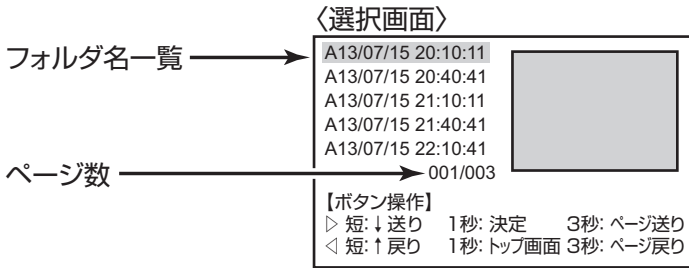 〈選択画面〉
フォルダ名一覧
A13/07/15 20:10:11
A13/07/15 20:40:41
A13/07/15 21:10:11
A13/07/15 21:40:41
A13/07/15 22:10:41
ページ数
001/003
【ボタン操作】
▷ 短:↓送り 1秒: 決定 3秒: ページ送り
◁ 短:↑戻り 1秒: トップ画面 3秒: ページ戻り